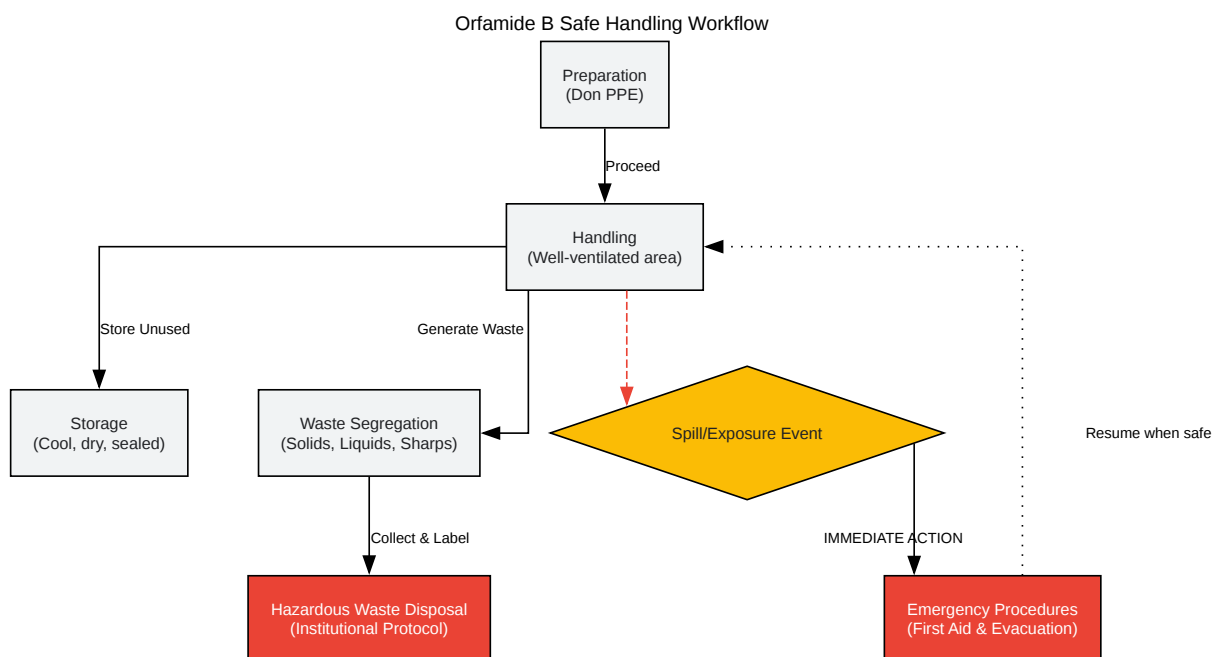 Orfamide B Safe Handling Workflow
Preparation
(Don PPE)
Proceed
Handling
(Well-ventilated area)
Store Unused
Generate Waste
Storage
(Cool, dry, sealed)
Waste Segregation
(Solids, Liquids, Sharps)
Spill/Exposure Event
Resume when safe
Collect & Label
IMMEDIATE ACTION
Hazardous Waste Disposal
(Institutional Protocol)
Emergency Procedures
(First Aid & Evacuation)